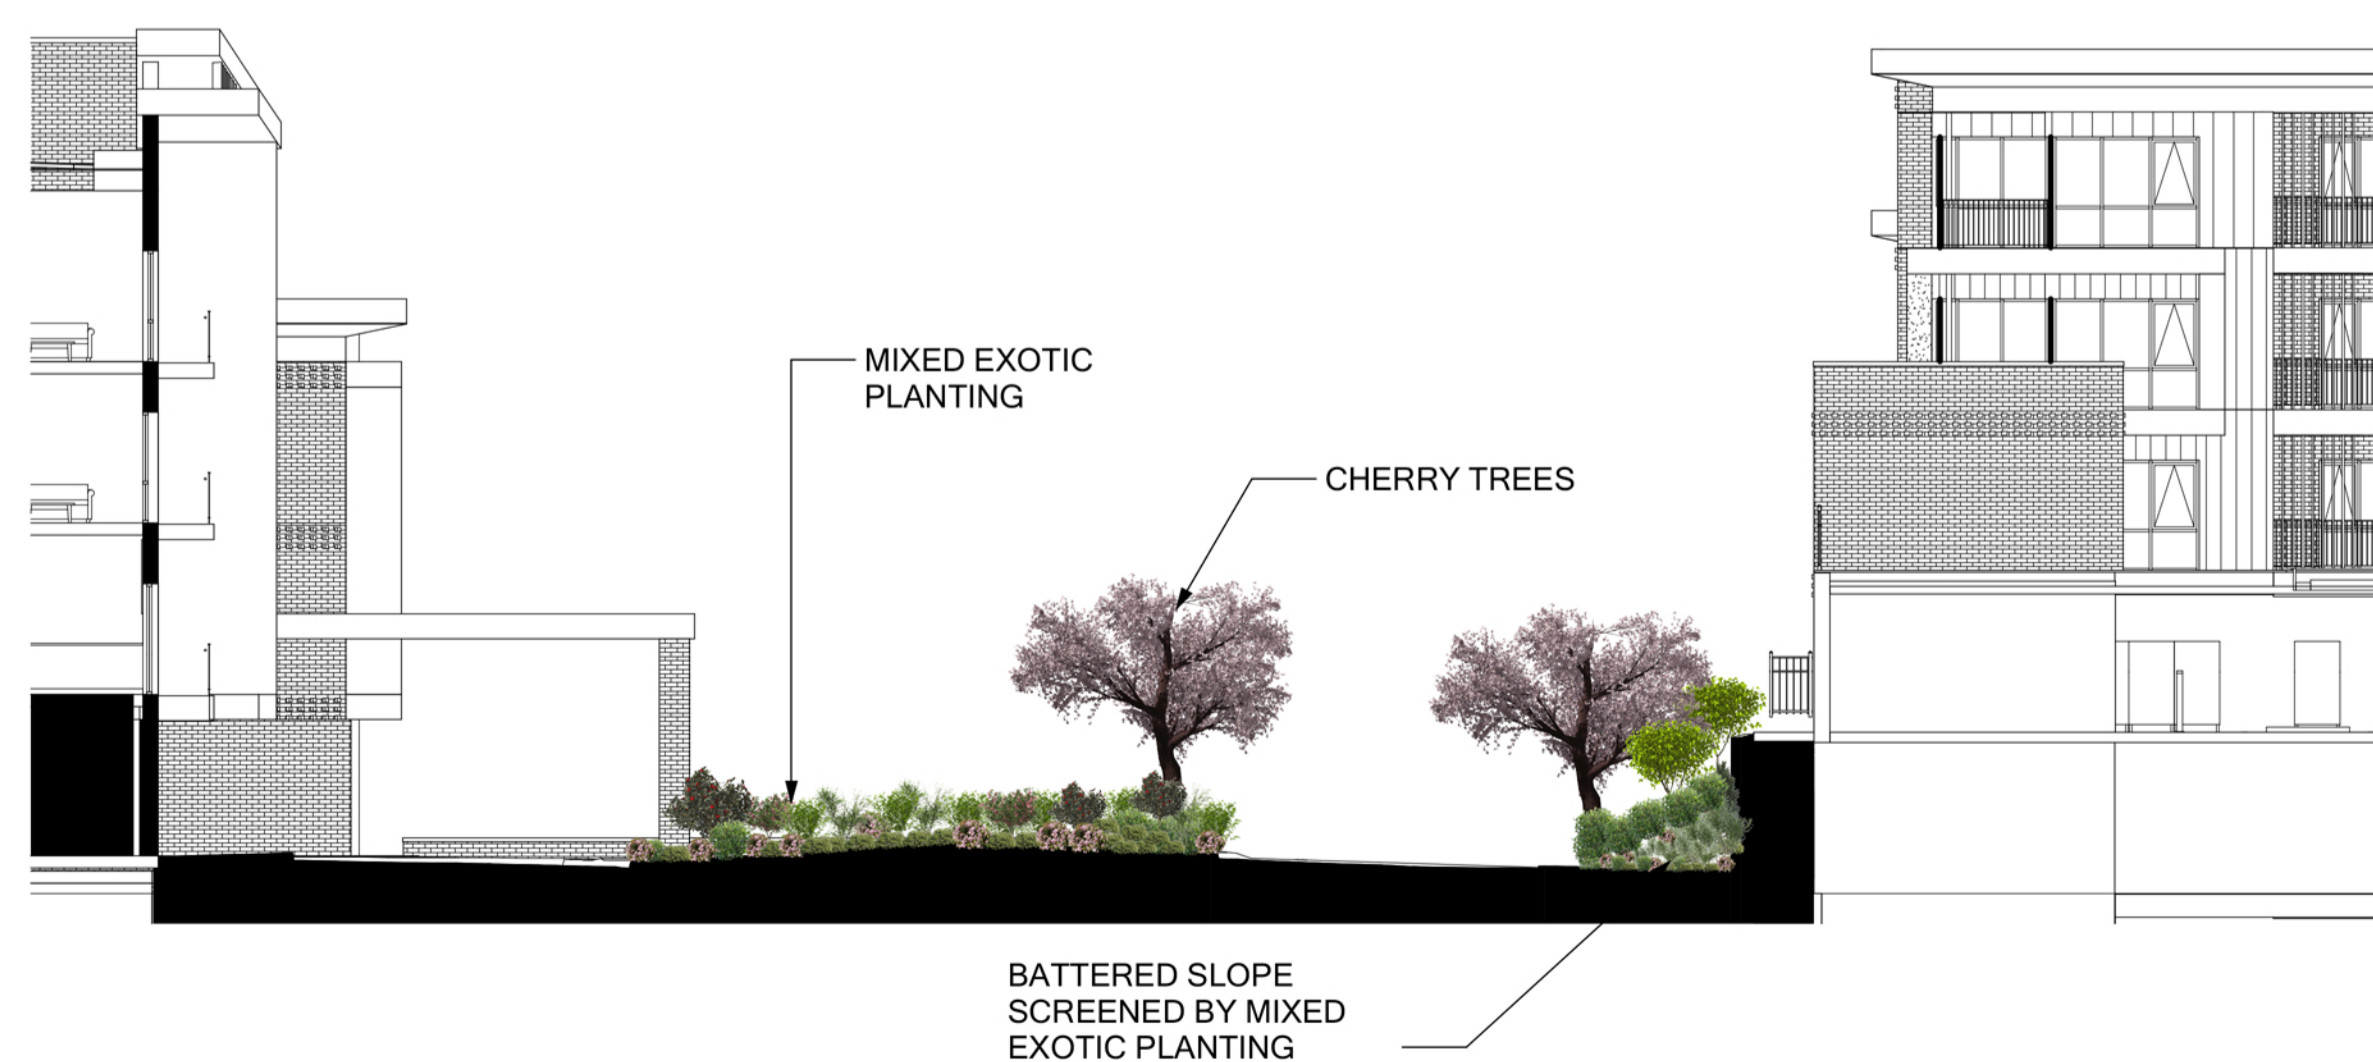 MIXED EXOTIC
PLANTING
CHERRY TREES
BATTERED SLOPE
SCREENED BY MIXED
EXOTIC PLANTING